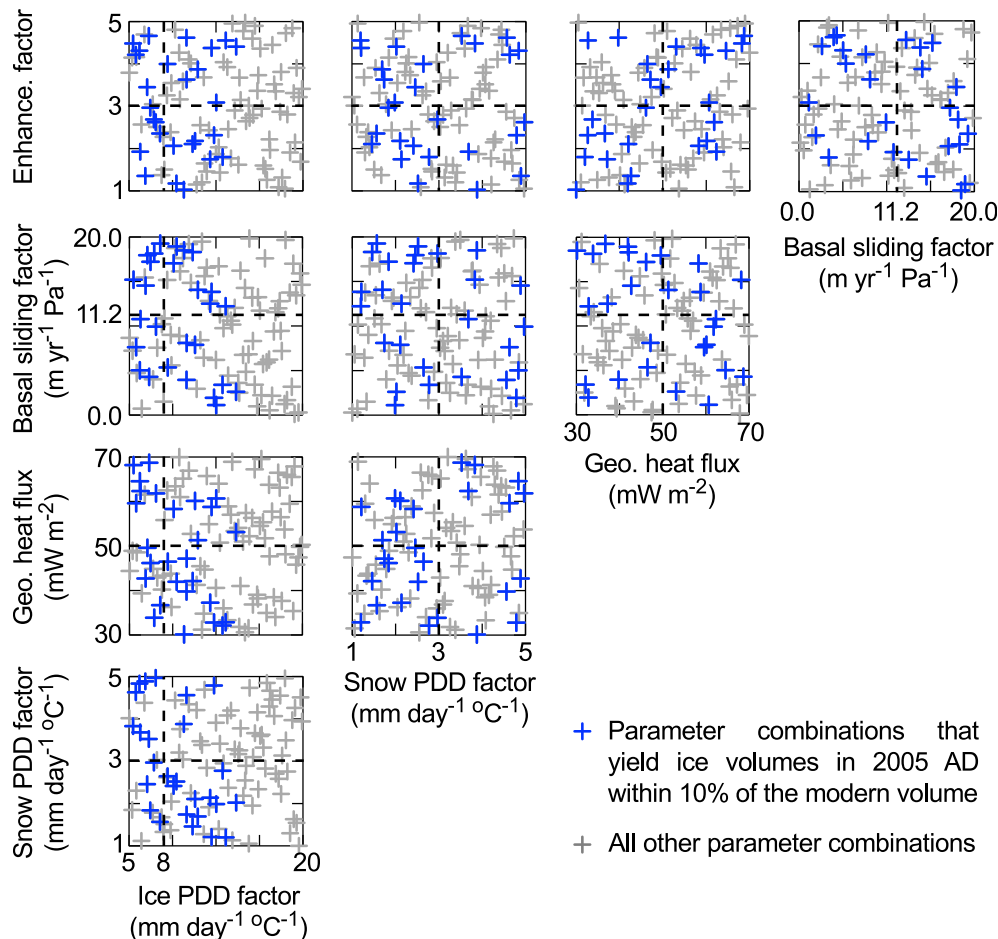 Enhance. factor
5
3
1
0.0
11.2
20.0
Basal sliding factor
(m yr⁻¹ Pa⁻¹)
Basal sliding factor
(m yr⁻¹ Pa⁻¹)
20.0
11.2
0.0
30
50
70
Geo. heat flux
(mW m⁻²)
Geo. heat flux
(mW m⁻²)
70
50
30
1
3
5
Snow PDD factor
(mm day⁻¹ ᵒC⁻¹)
Snow PDD factor
(mm day⁻¹ ᵒC⁻¹)
5
3
1
5
8
20
Ice PDD factor
(mm day⁻¹ ᵒC⁻¹)
Parameter combinations that
yield ice volumes in 2005 AD
within 10% of the modern volume
All other parameter combinations